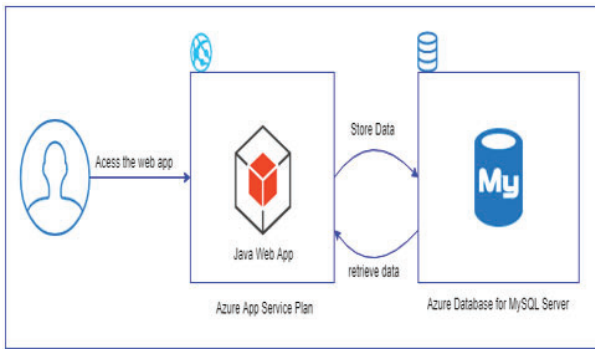 Acess the web app
Java Web App
Azure App Service Plan
Store Data
retrieve data
My
Azure Database for MySQL Server